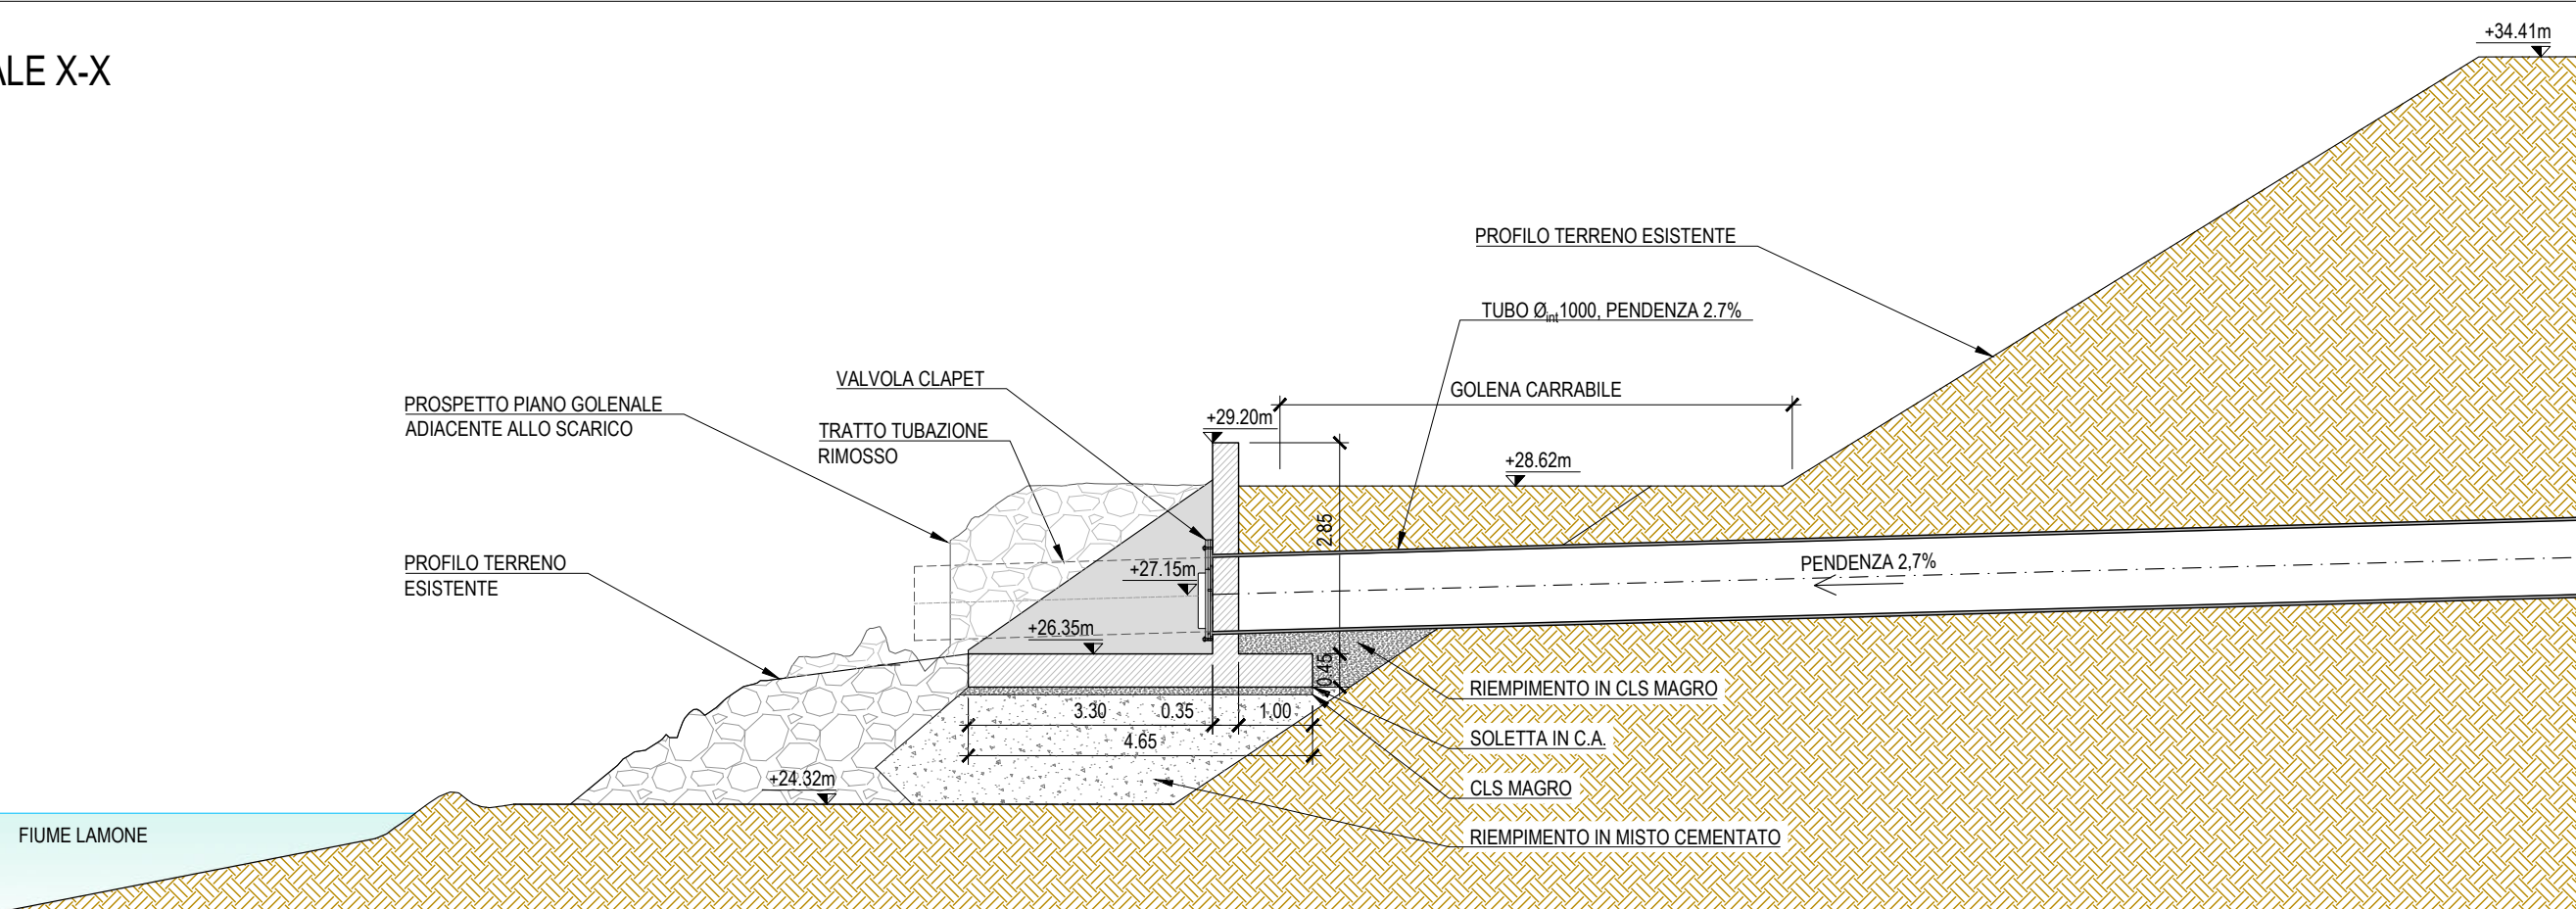 ALE X-X
+34.41m
PROFILO TERRENO ESISTENTE
TUBO Øint1000, PENDENZA 2.7%
VALVOLA CLAPET
GOLENA CARRABILE
PROSPETTO PIANO GOLENALE
ADIACENTE ALLO SCARICO
+29.20m
TRATTO TUBAZIONE
RIMOSSO
+28.62m
2.85
PROFILO TERRENO
ESISTENTE
+27.15m
PENDENZA 2,7%
+26.35m
0.45
RIEMPIMENTO IN CLS MAGRO
3.30 0.35 1.00
SOLETTA IN C.A.
4.65
+24.32m
CLS MAGRO
FIUME LAMONE
RIEMPIMENTO IN MISTO CEMENTATO